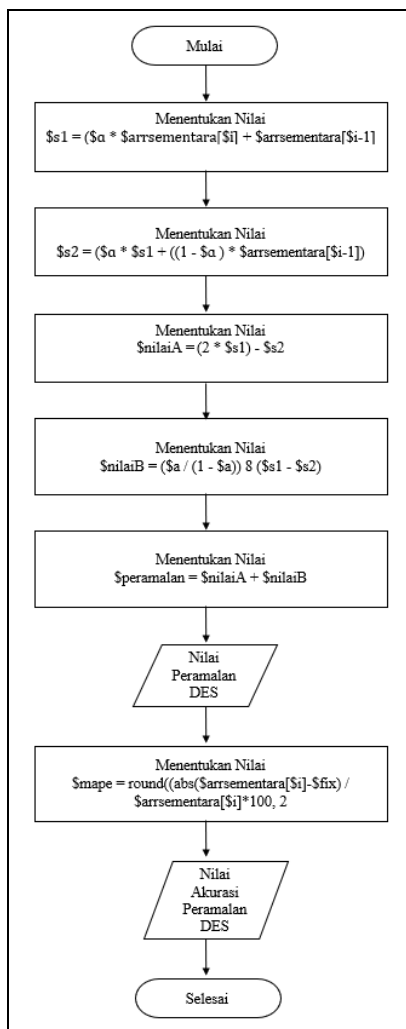 Mulai
Menentukan Nilai
$s1 = ($α * $arrsementara[$i] + $arrsementara[$i-1]
Menentukan Nilai
$s2 = ($α * $s1 + ((1 - $α ) * $arrsementara[$i-1])
Menentukan Nilai
$nilaiA = (2 * $s1) - $s2
Menentukan Nilai
$nilaiB = ($a / (1 - $a)) 8 ($s1 - $s2)
Menentukan Nilai
$peramalan = $nilaiA + $nilaiB
Nilai
Peramalan
DES
Menentukan Nilai
$mape = round((abs($arrsementara[$i]-$fix) /
$arrsementara[$i]*100, 2
Nilai
Akurasi
Peramalan
DES
Selesai